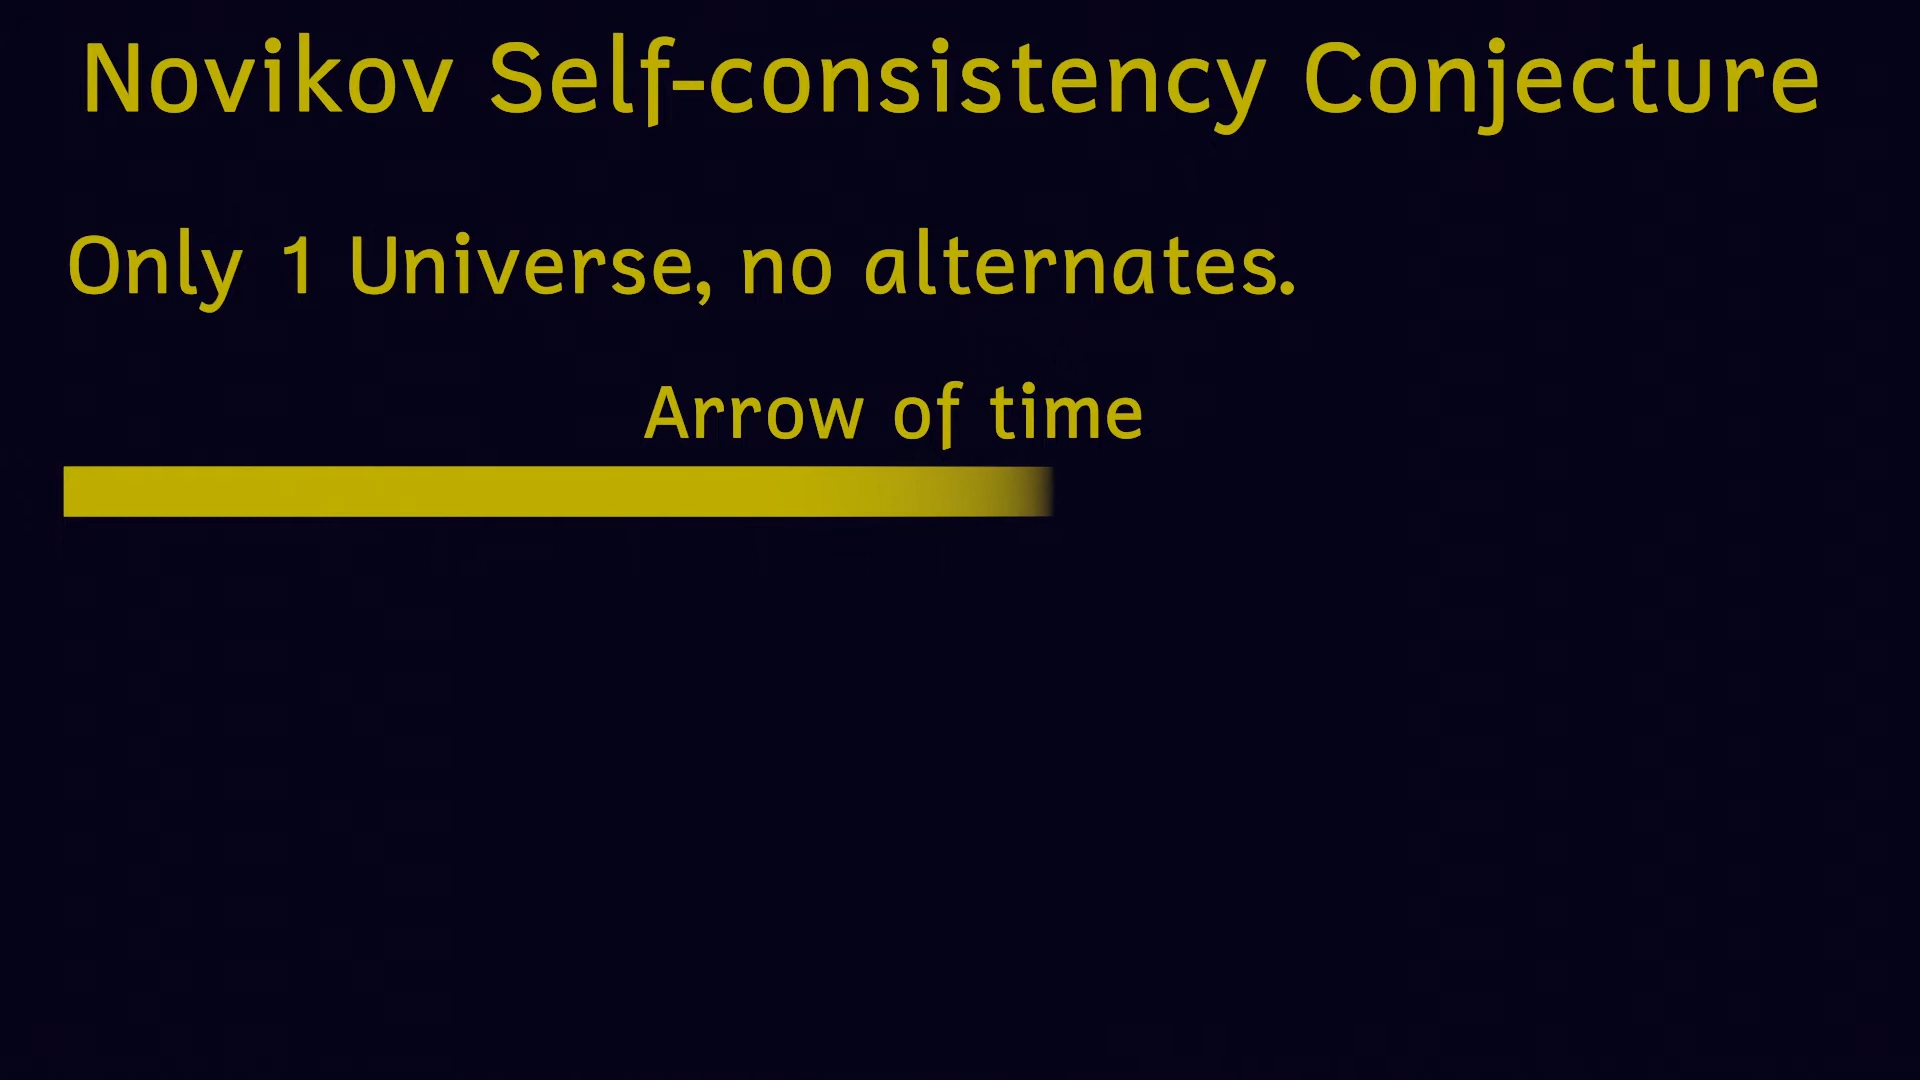 Novikov Self-consistency Conjecture
Only 1 Universe, no alternates.
Arrow of time